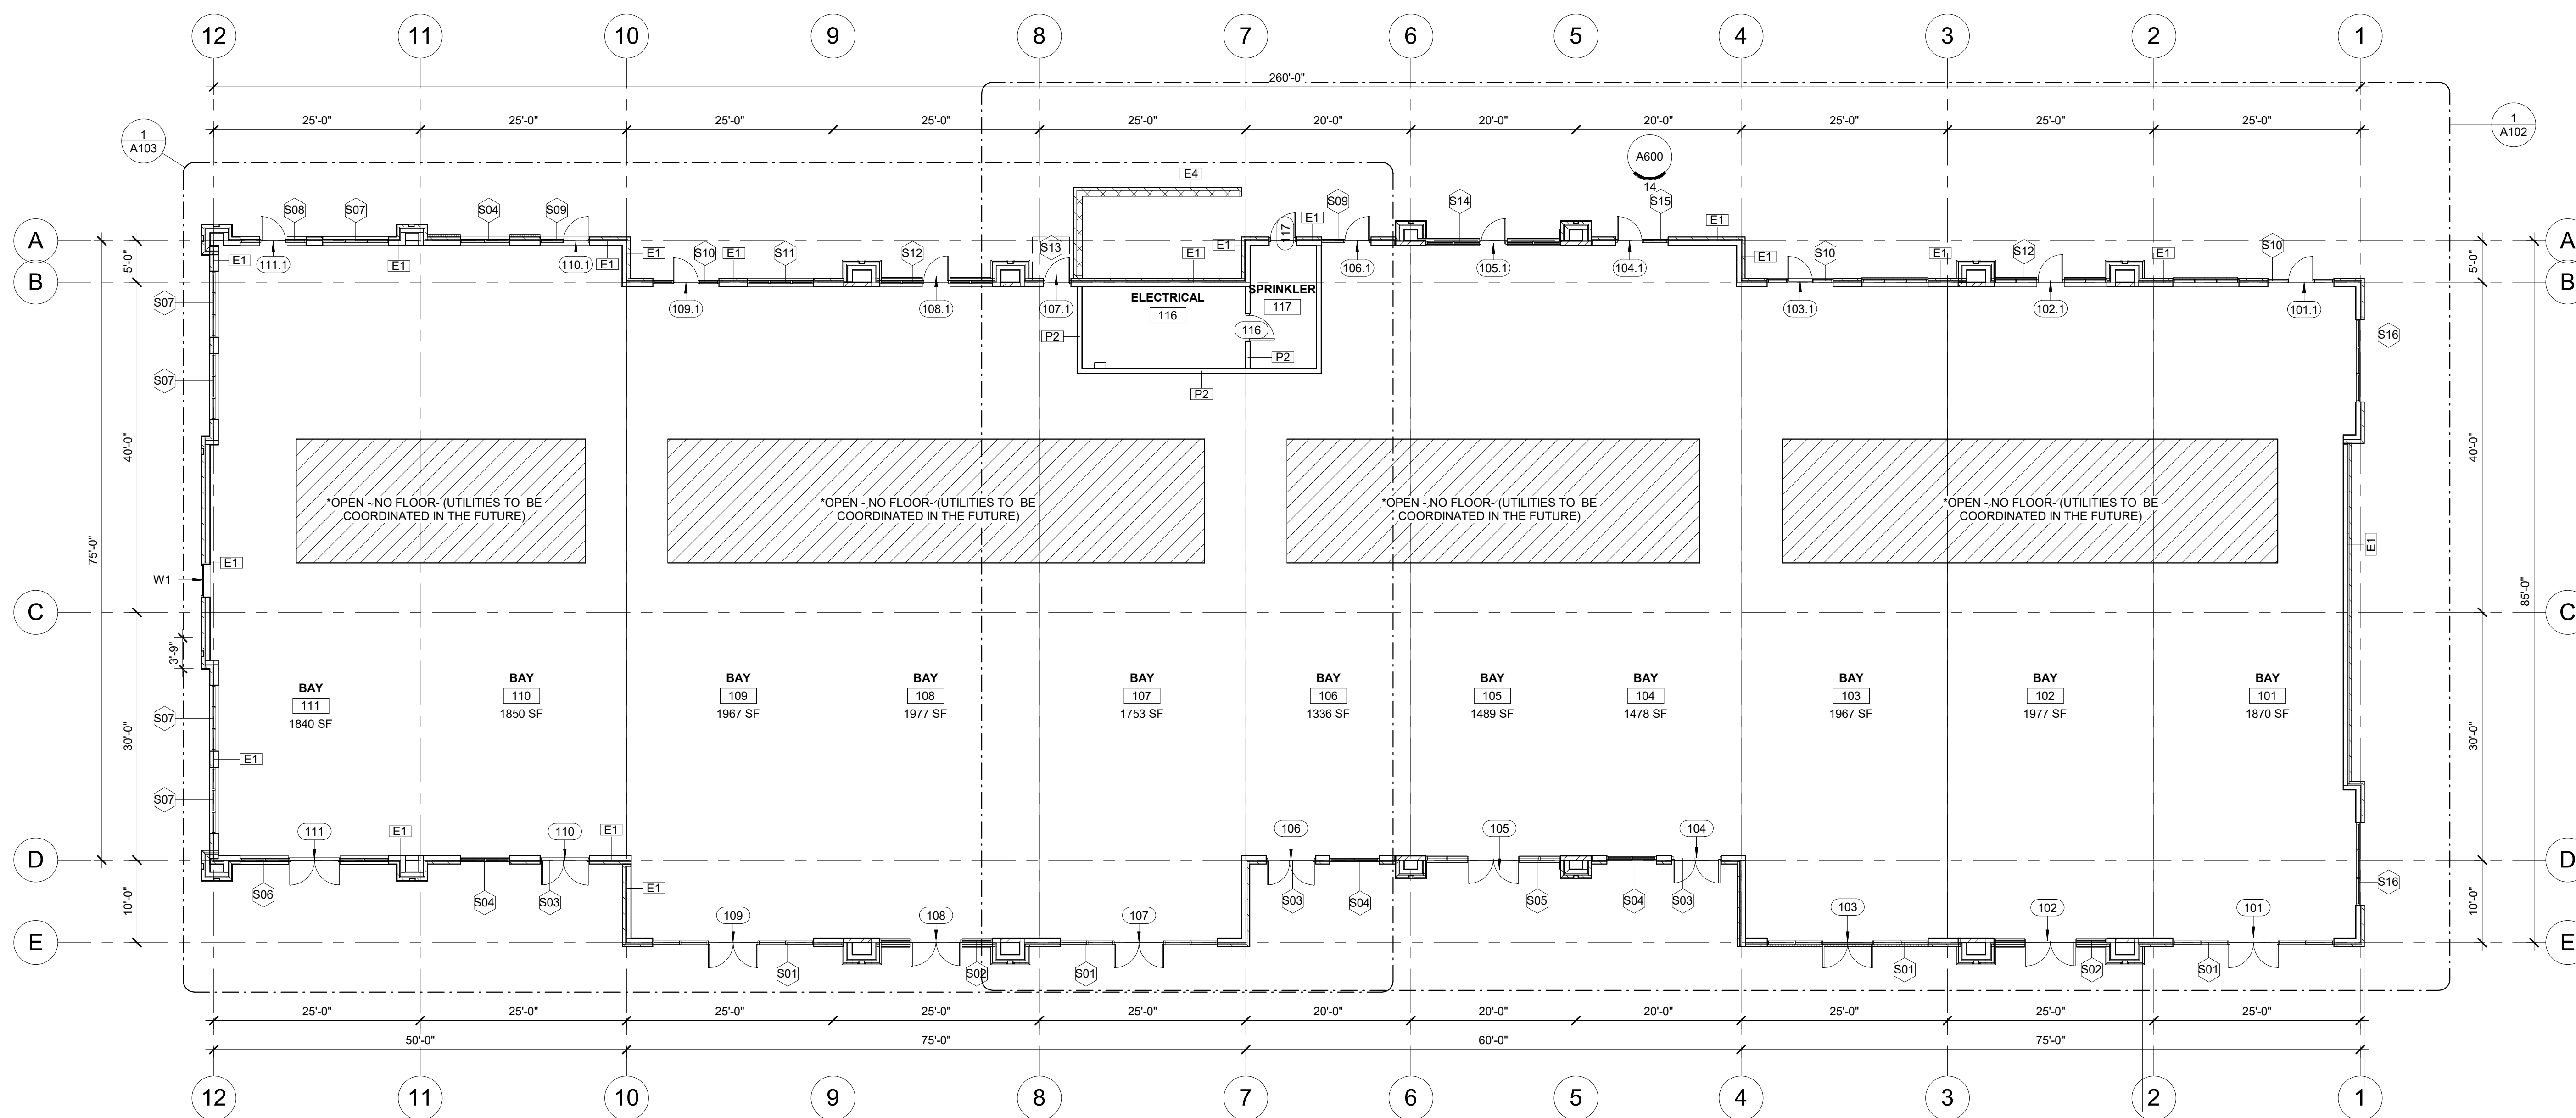 12 11 10 9 8 7 6 5 4 3 2 1
260'-0"
25'-0" 25'-0" 25'-0" 25'-0" 25'-0" 20'-0" 20'-0" 20'-0" 25'-0" 25'-0" 25'-0"
1
A103
1
A102
A600
14
E4
S08 S07 S04 S09 S09 S14 S15
A A
E1 111.1 E1 110.1 E1 E1 S10 E1 S11 S12 S13 E1 E1 117 E1 106.1 105.1 104.1 E1 E1 S10 E1 S12 E1 S10
5'-0" 5'-0"
B B
109.1 108.1 107.1 103.1 102.1 101.1
ELECTRICAL
116
SPRINKLER
117
S07
116
P2
P2
P2
S16
S07
40'-0" 40'-0"
*OPEN - NO FLOOR- (UTILITIES TO BE
COORDINATED IN THE FUTURE)
*OPEN - NO FLOOR- (UTILITIES TO BE
COORDINATED IN THE FUTURE)
*OPEN - NO FLOOR- (UTILITIES TO BE
COORDINATED IN THE FUTURE)
*OPEN - NO FLOOR- (UTILITIES TO BE
COORDINATED IN THE FUTURE)
75'-0"
E1
E1
W1
85'-0"
C C
3'-9"
BAY
111
1840 SF
BAY
110
1850 SF
BAY
109
1967 SF
BAY
108
1977 SF
BAY
107
1753 SF
BAY
106
1336 SF
BAY
105
1489 SF
BAY
104
1478 SF
BAY
103
1967 SF
BAY
102
1977 SF
BAY
101
1870 SF
S07
30'-0" 30'-0"
E1
S07
111 E1 110 E1 106 105 104
D D
E1
S06 S04 S03 S03 S04 S05 S04 S03 S16
10'-0" 10'-0"
109 108 107 103 102 101
E E
S01 S02 S01 S01 S02 S01
25'-0" 25'-0" 25'-0" 25'-0" 25'-0" 20'-0" 20'-0" 20'-0" 25'-0" 25'-0" 25'-0"
50'-0" 75'-0" 60'-0" 75'-0"
12 11 10 9 8 7 6 5 4 3 2 1